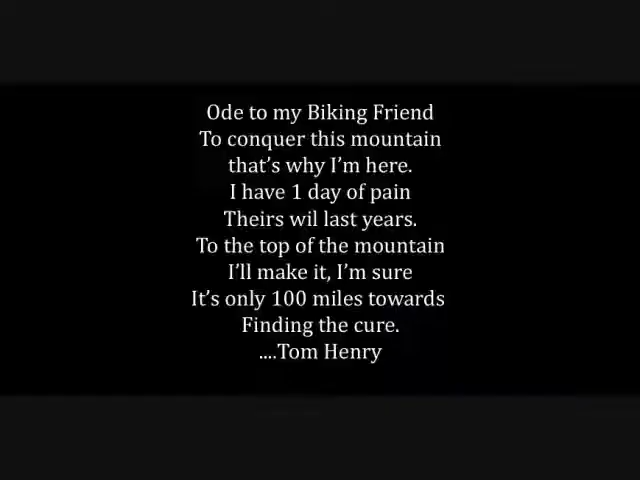 Ode to my Biking Friend
To conquer this mountain
that's why I'm here.
I have 1 day of pain
Theirs wil last years.
To the top of the mountain
I'll make it, I'm sure
It's only 100 miles towards
Finding the cure.
....Tom Henry